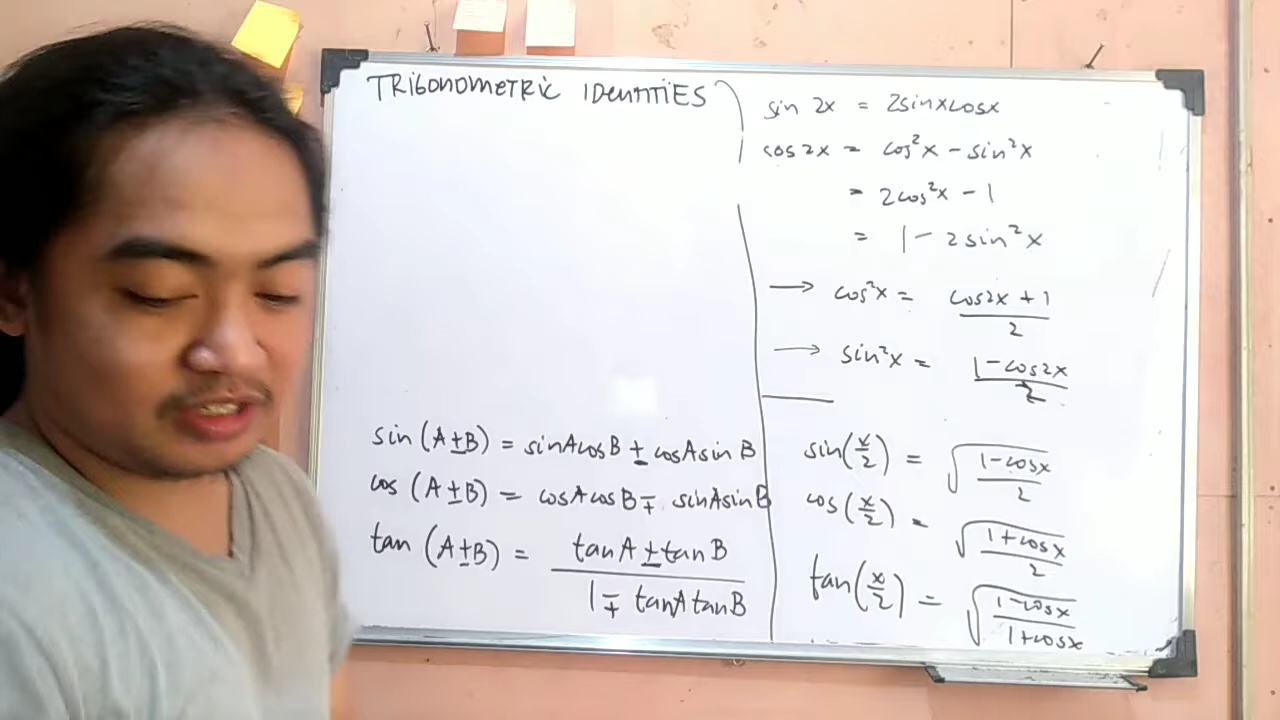 TRIGONOMETRIC IDENTITIES
sin (A±B) = sinAcosB ± cosAsinB
cos (A±B) = cosAcosB ∓ sinAsinB
tan (A±B) = (tanA ± tanB)/(1 ∓ tanAtanB)
sin 2x = 2sinxcosx
cos 2x = cos²x - sin²x
= 2cos²x - 1
= 1 - 2sin²x
→ cos²x = (cos2x + 1)/2
→ sin²x = (1 - cos2x)/2
sin(x/2) = √((1-cosx)/2)
cos(x/2) = √((1+cosx)/2)
tan(x/2) = √((1-cosx)/(1+cosx))